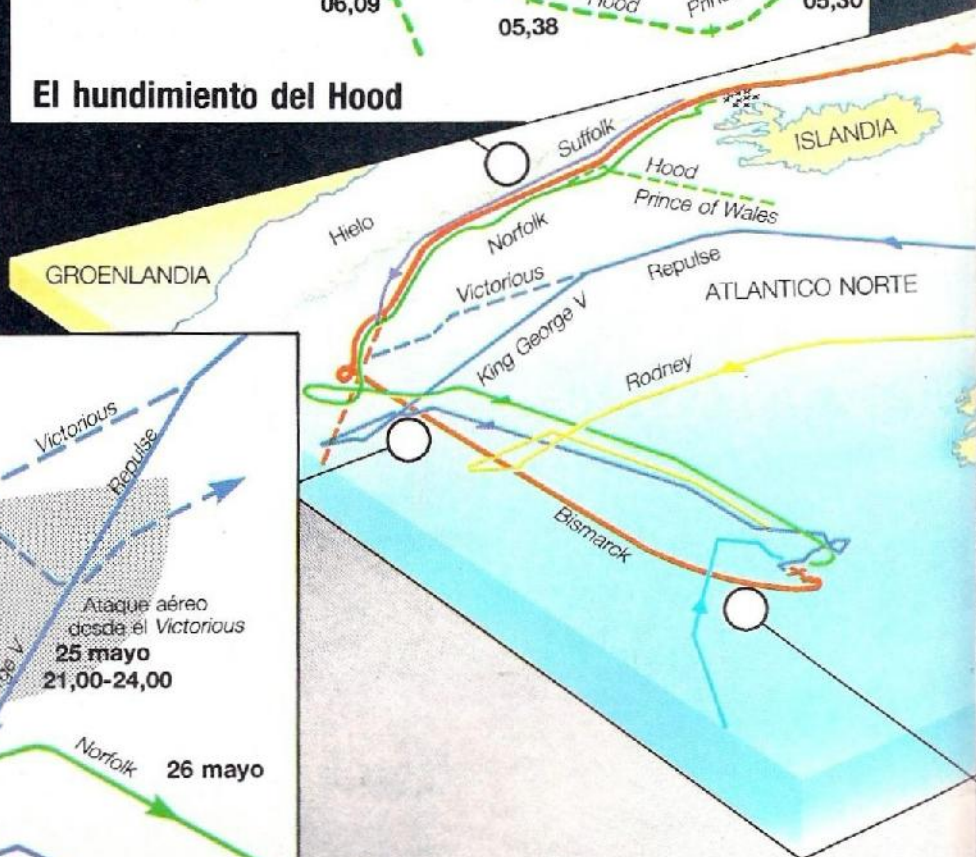 06,09
05,38
Hood
05,30
El hundimiento del Hood
Suffolk
ISLANDIA
Hood
Prince of Wales
Hielo
Norfolk
GROENLANDIA
Victorious
Repulse
ATLANTICO NORTE
King George V
Rodney
Bismarck
Victorious
Repulse
Ataque aéreo
desde el Victorious
25 mayo
21,00-24,00
Norfolk
26 mayo